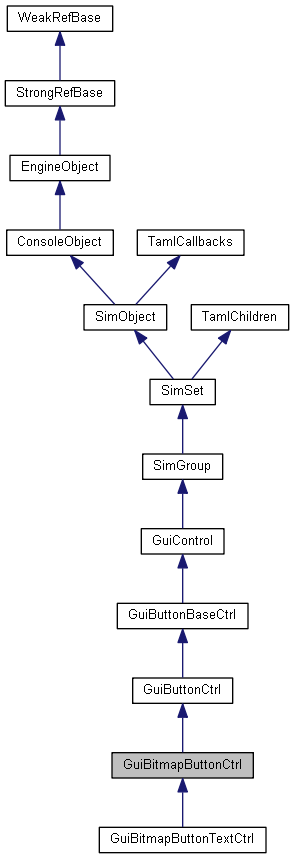 WeakRefBase
StrongRefBase
EngineObject
ConsoleObject
TamlCallbacks
SimObject
TamlChildren
SimSet
SimGroup
GuiControl
GuiButtonBaseCtrl
GuiButtonCtrl
GuiBitmapButtonCtrl
GuiBitmapButtonTextCtrl